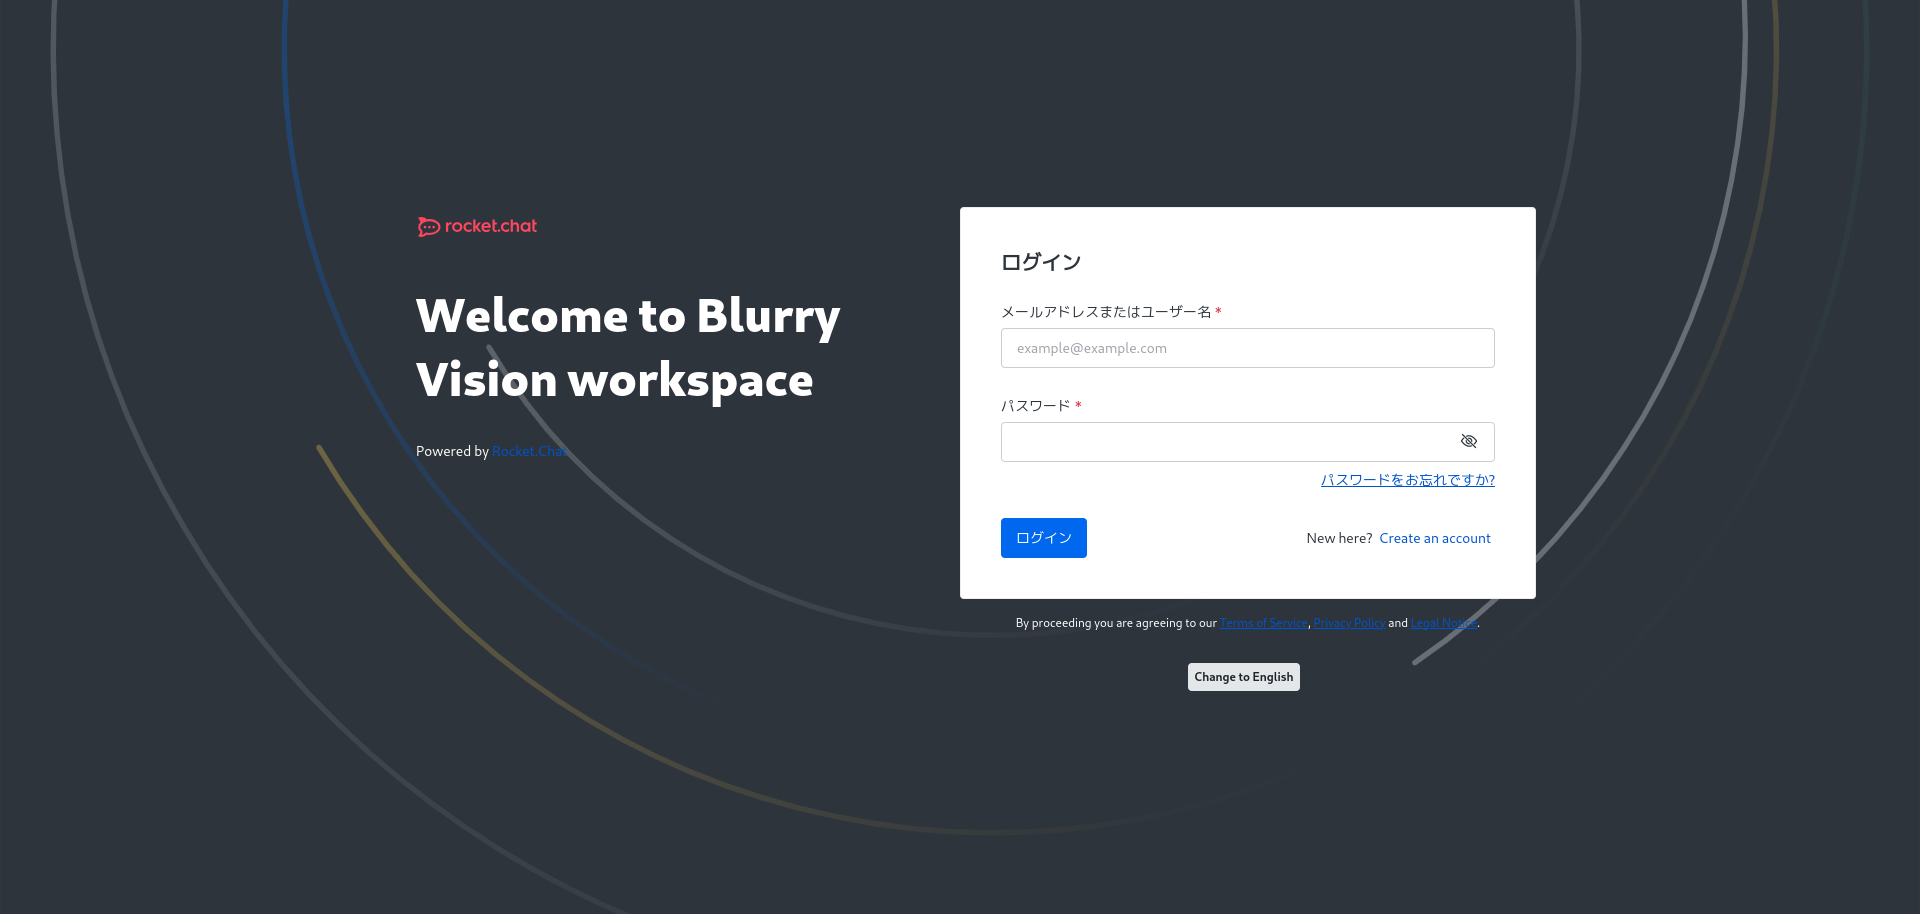 rocket.chat
Welcome to Blurry
Vision workspace
Powered by Rocket.Chat
ログイン
メールアドレスまたはユーザー名 *
example@example.com
パスワード *
パスワードをお忘れですか?
ログイン
New here? Create an account
By proceeding you are agreeing to our Terms of Service, Privacy Policy and Legal Notice.
Change to English